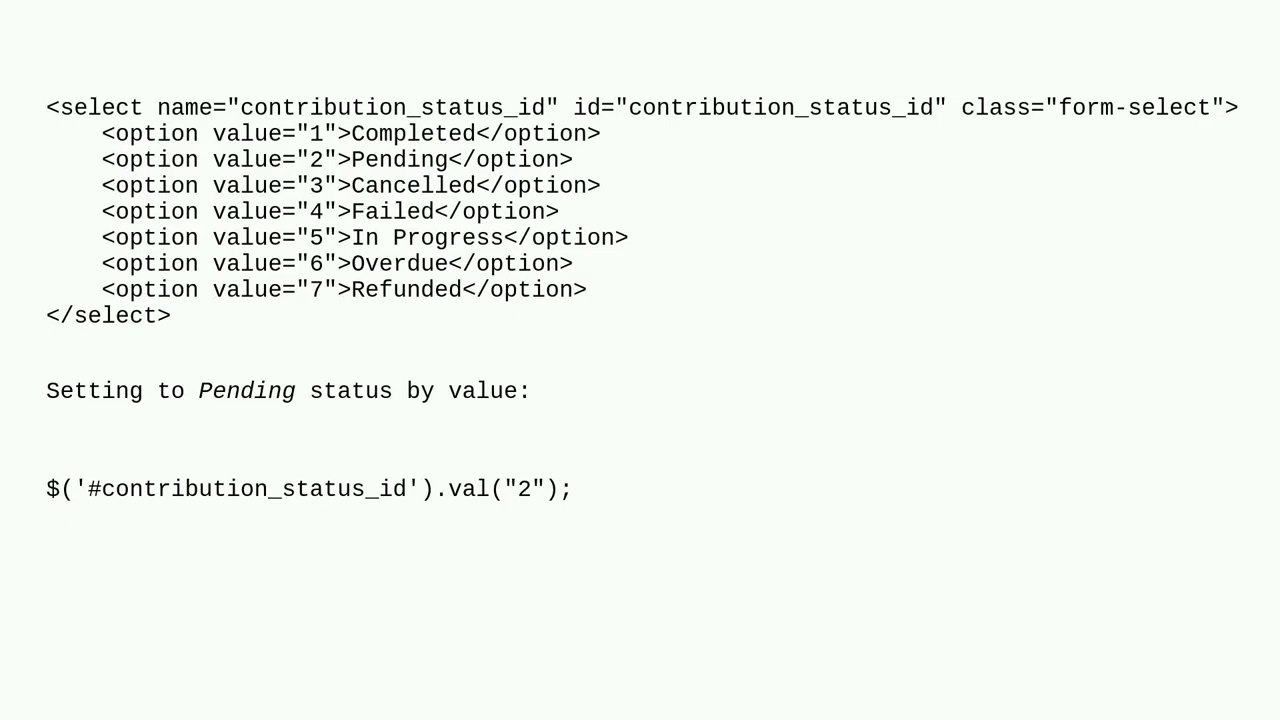 <select name="contribution_status_id" id="contribution_status_id" class="form-select">
    <option value="1">Completed</option>
    <option value="2">Pending</option>
    <option value="3">Cancelled</option>
    <option value="4">Failed</option>
    <option value="5">In Progress</option>
    <option value="6">Overdue</option>
    <option value="7">Refunded</option>
</select>
Setting to Pending status by value:
$('#contribution_status_id').val("2");